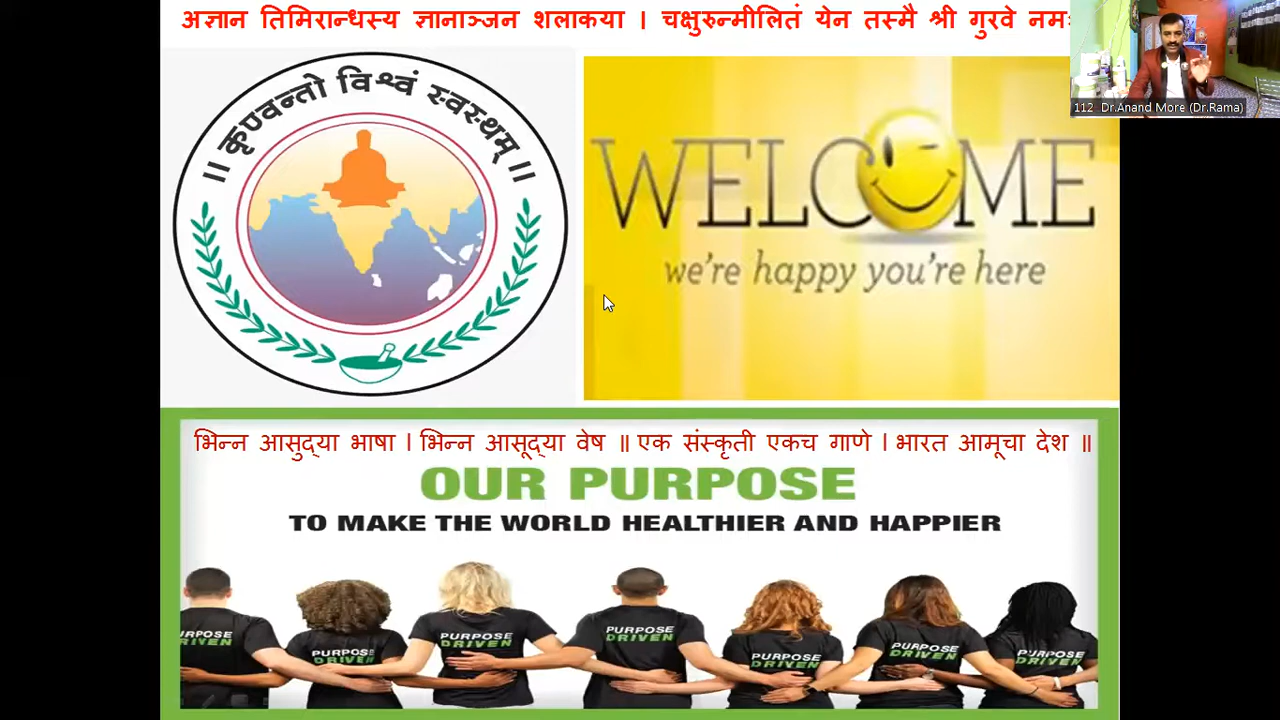 अज्ञान तिमिरान्धस्य ज्ञानाञ्जन शलाकया । चक्षुरुन्मीलितं येन तस्मै श्री गुरवे
112 Dr.Anand More (Dr.Rama)
॥ कृण्वन्तो विश्वं स्वस्थम् ॥
WELCOME
we're happy you're here
भिन्न आसुद्या भाषा । भिन्न आसूद्या वेष ॥ एक संस्कृती एकच गाणे । भारत आमूचा देश ॥
OUR PURPOSE
TO MAKE THE WORLD HEALTHIER AND HAPPIER
PURPOSE
DRIVEN
PURPOSE
DRIVEN
PURPOSE
DRIVEN
PURPOSE
DRIVEN
PURPOSE
DRIVEN
PURPOSE
DRIVEN
PURPOSE
DRIVEN